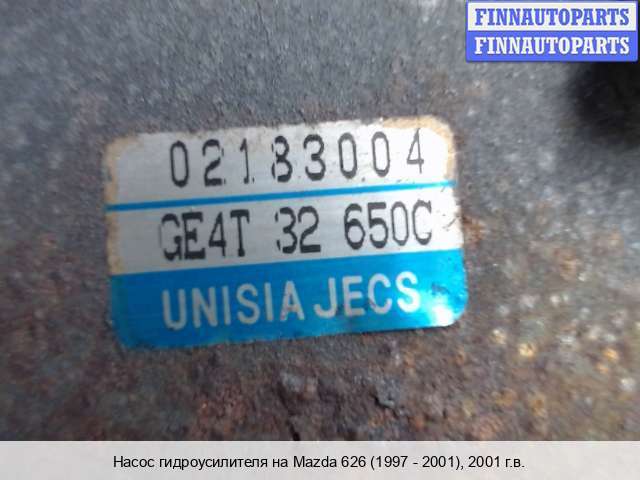 FINNAUTOPARTS
FINNAUTOPARTS
02183004
GE4T 32 650C
UNISIA JECS
Насос гидроусилителя на Mazda 626 (1997 - 2001), 2001 г.в.